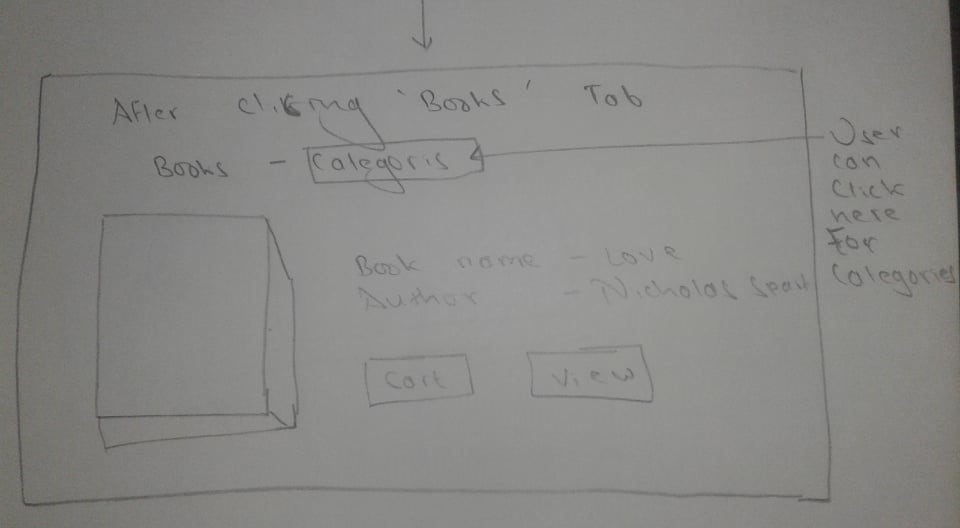 After clicking 'Books' Tab
Books - Categoris
Book name - Love
Author - Nicholas Spart
Cart View
User
can
click
here
For
Categories